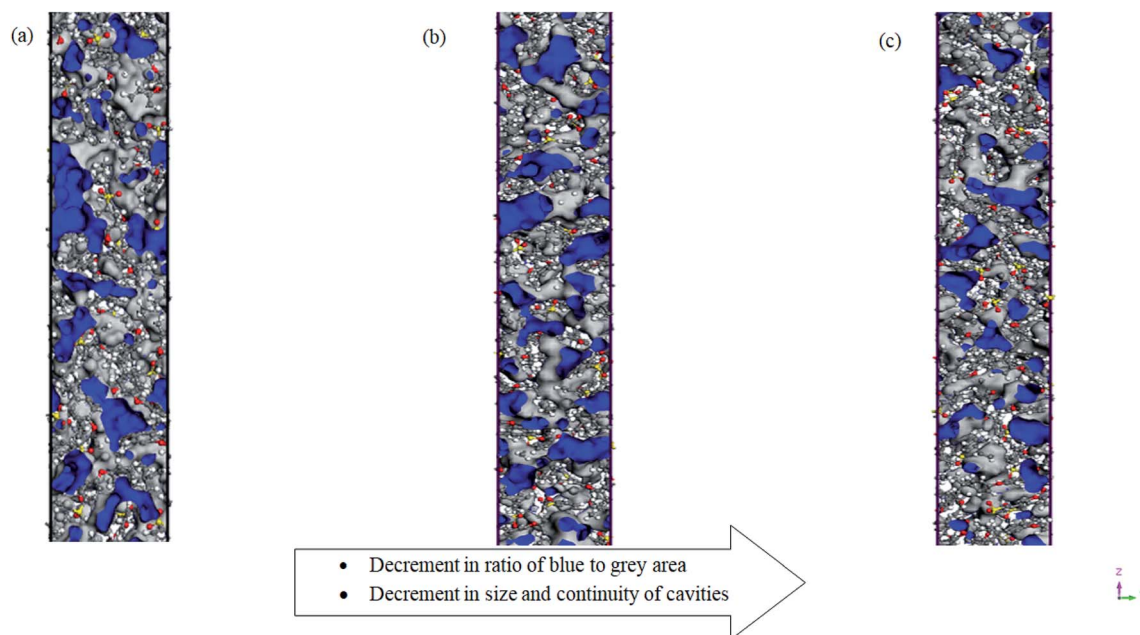 (a)
(b)
(c)
• Decrement in ratio of blue to grey area
• Decrement in size and continuity of cavities
z